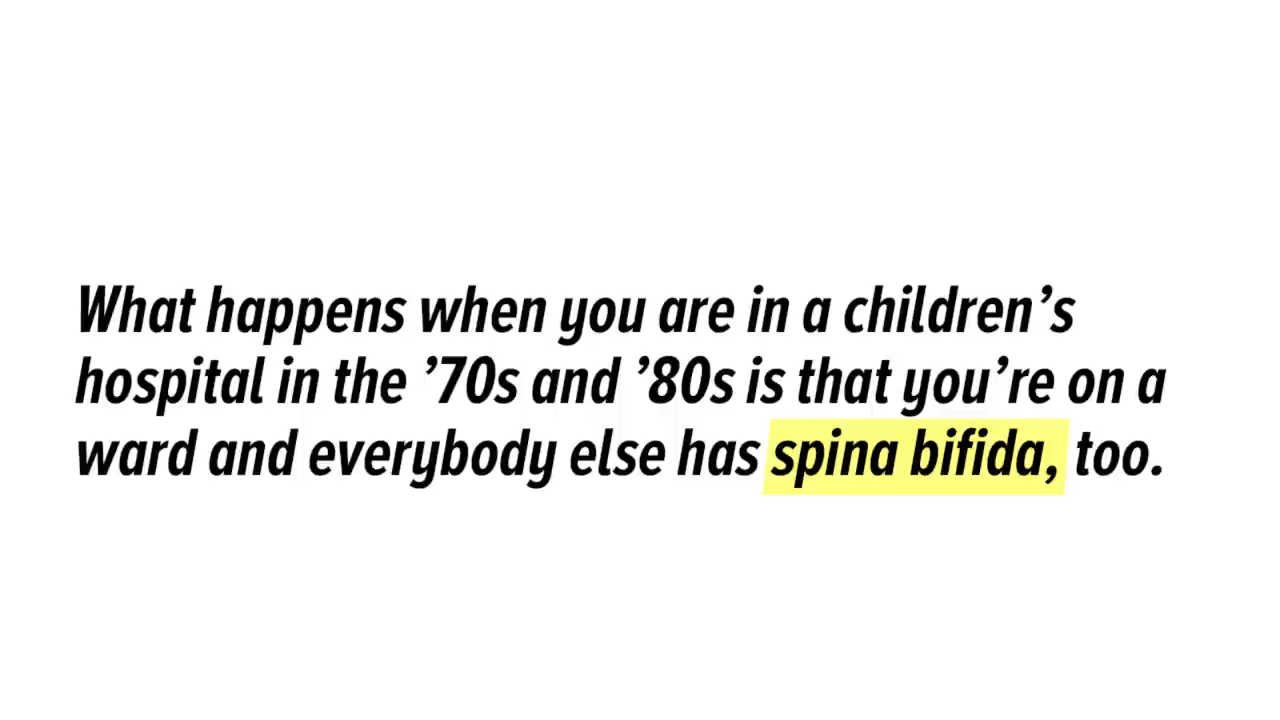 What happens when you are in a children’s
hospital in the ’70s and ’80s is that you’re on a
ward and everybody else has spina bifida, too.